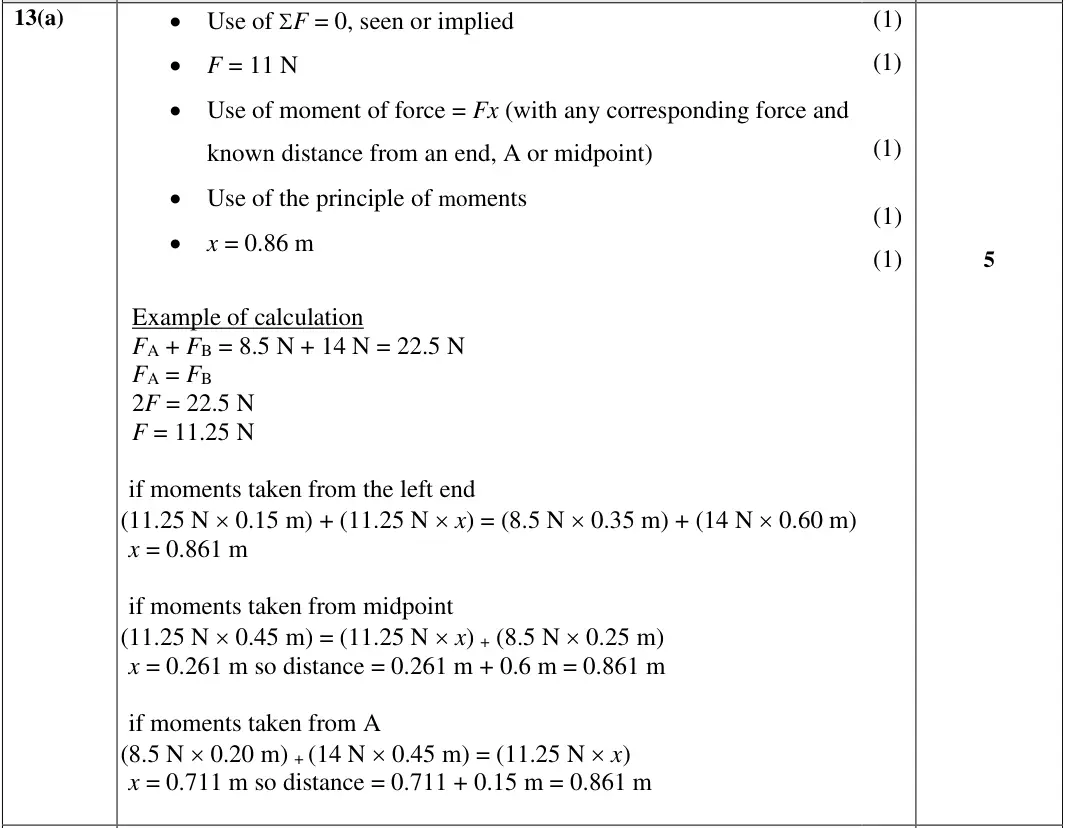 13(a)
• Use of ΣF = 0, seen or implied (1)
• F = 11 N (1)
• Use of moment of force = Fx (with any corresponding force and
known distance from an end, A or midpoint) (1)
• Use of the principle of moments (1)
• x = 0.86 m (1) 5
Example of calculation
F_A + F_B = 8.5 N + 14 N = 22.5 N
F_A = F_B
2F = 22.5 N
F = 11.25 N
if moments taken from the left end
(11.25 N × 0.15 m) + (11.25 N × x) = (8.5 N × 0.35 m) + (14 N × 0.60 m)
x = 0.861 m
if moments taken from midpoint
(11.25 N × 0.45 m) = (11.25 N × x) + (8.5 N × 0.25 m)
x = 0.261 m so distance = 0.261 m + 0.6 m = 0.861 m
if moments taken from A
(8.5 N × 0.20 m) + (14 N × 0.45 m) = (11.25 N × x)
x = 0.711 m so distance = 0.711 + 0.15 m = 0.861 m